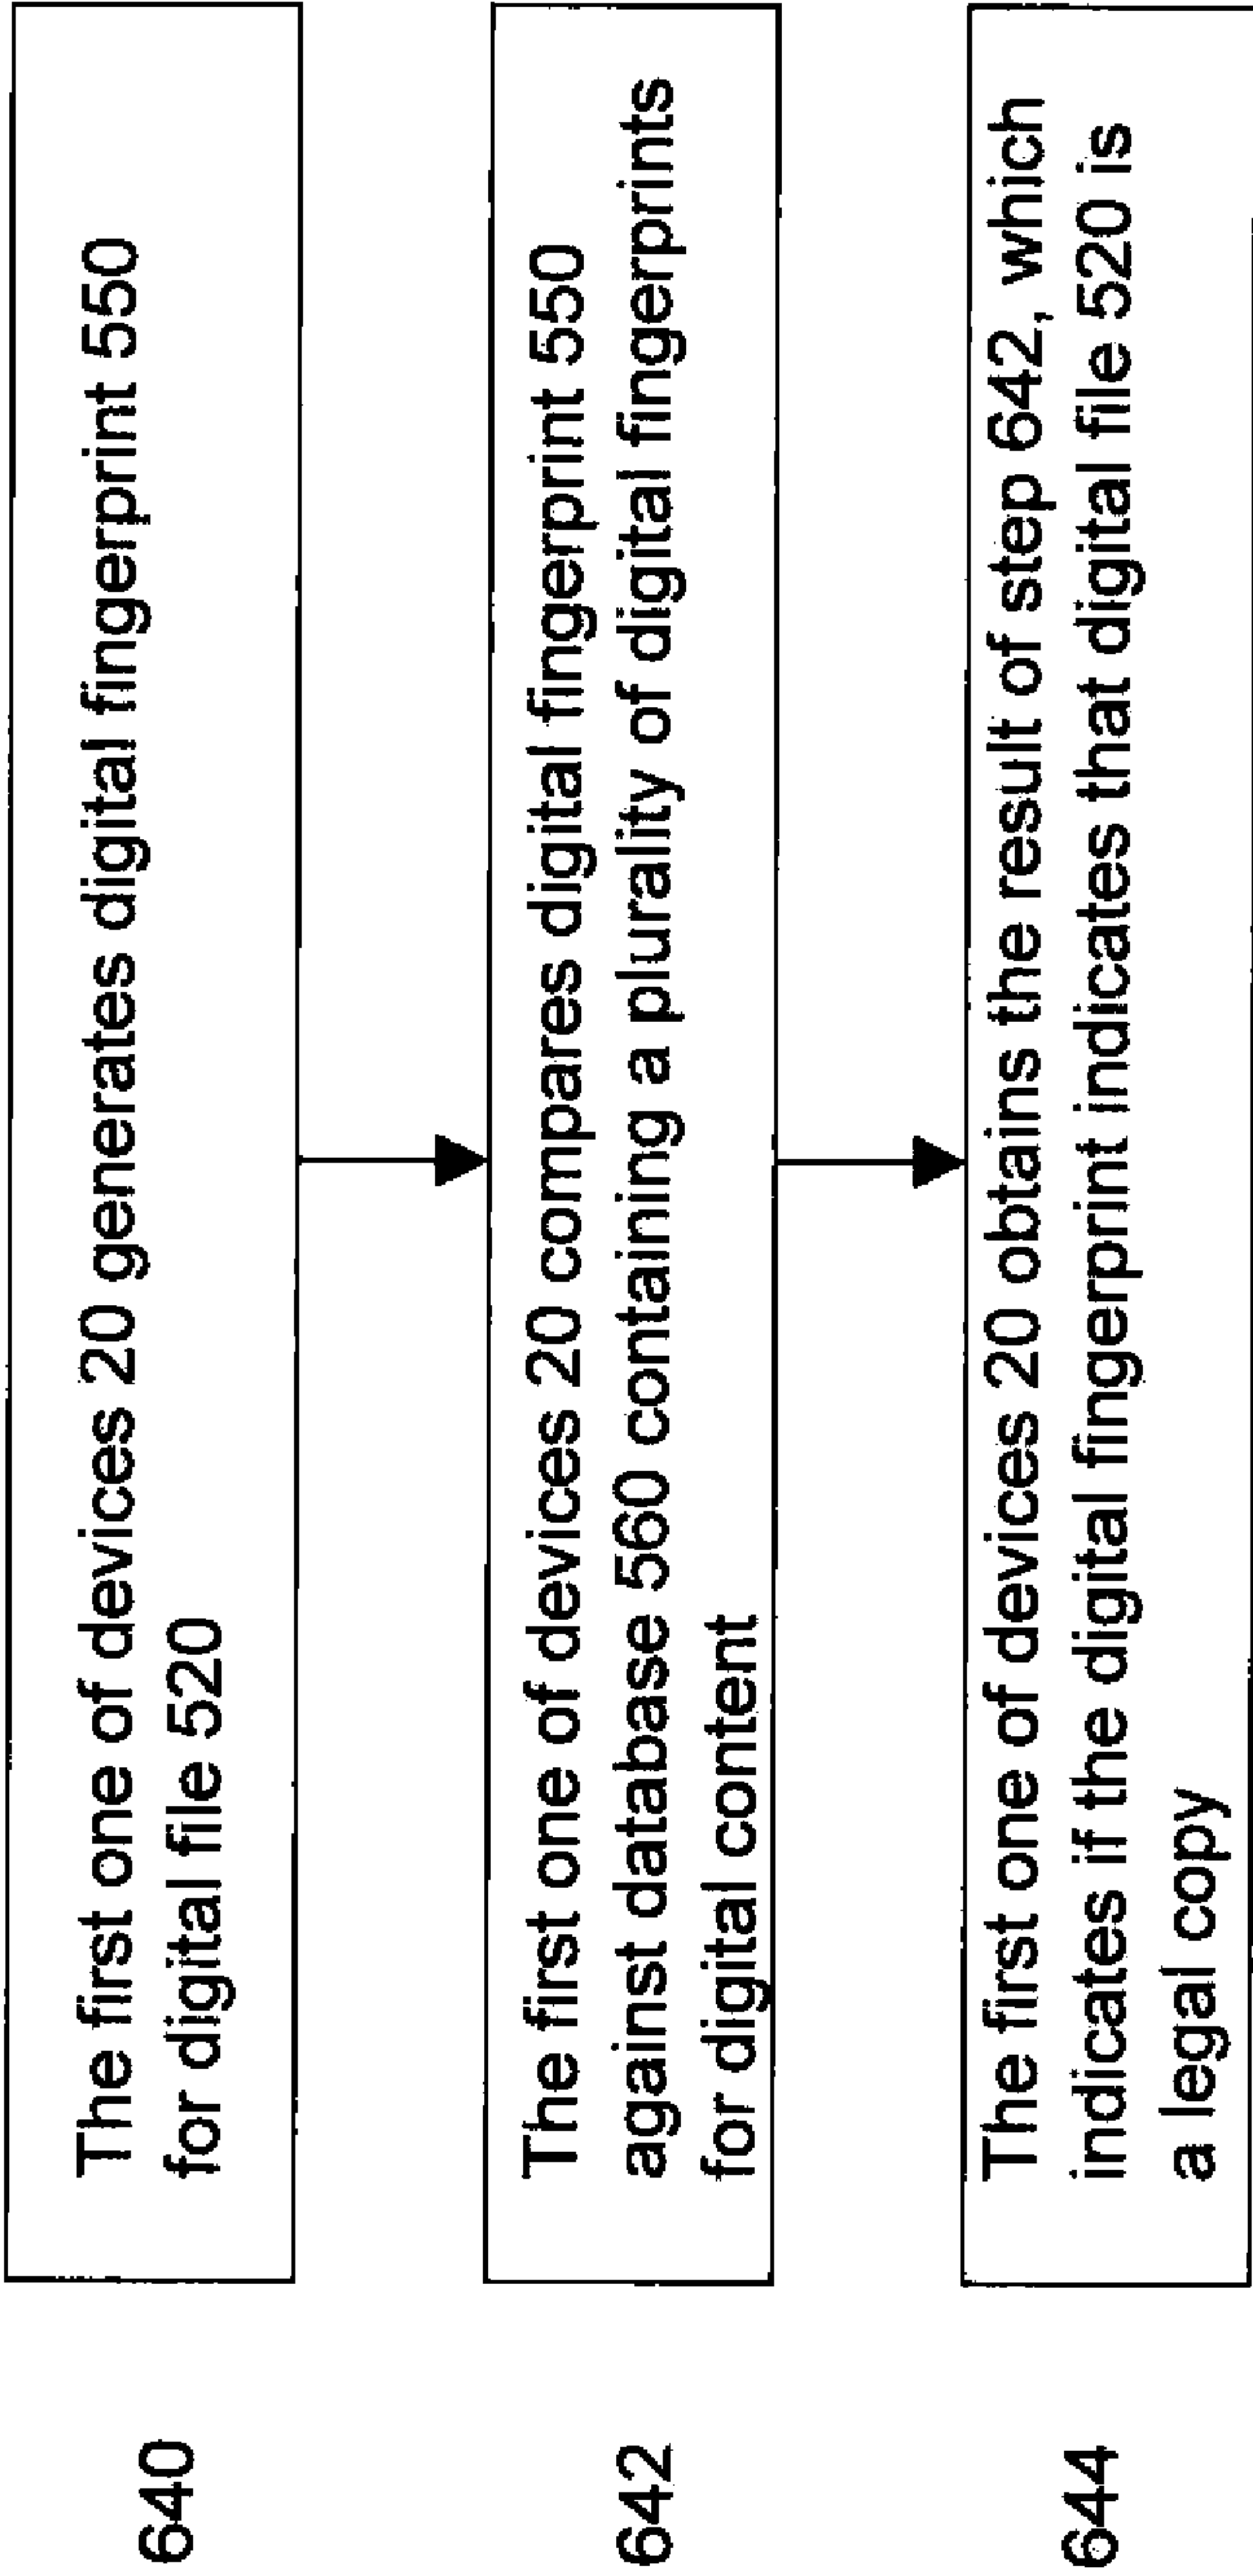 640
The first one of devices 20 generates digital fingerprint 550
for digital file 520
642
The first one of devices 20 compares digital fingerprint 550
against database 560 containing a plurality of digital fingerprints
for digital content
644
The first one of devices 20 obtains the result of step 642, which
indicates if the digital fingerprint indicates that digital file 520 is
a legal copy